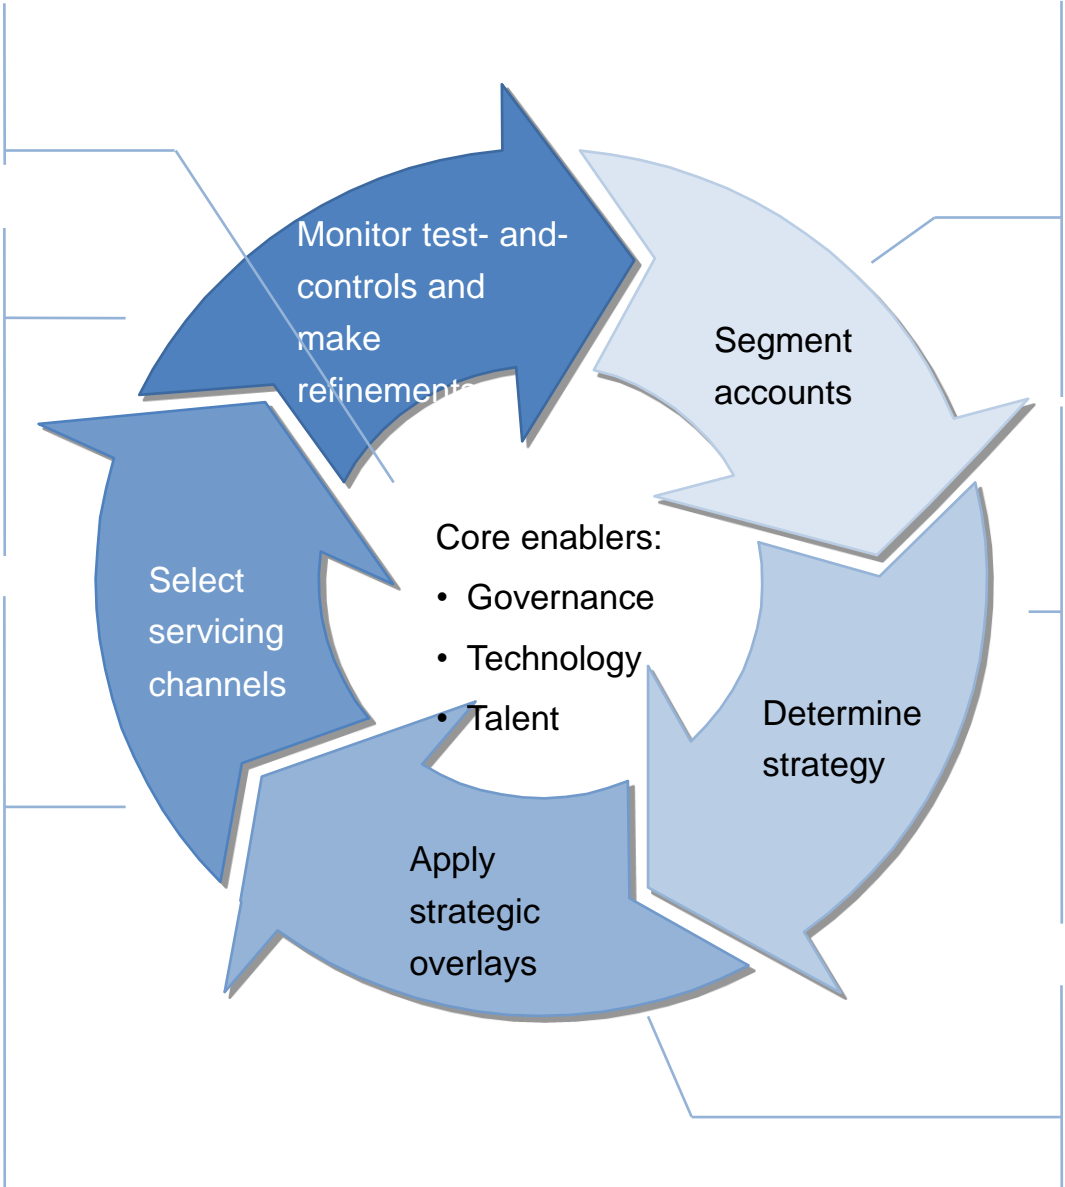 Monitor test- and-
controls and
make
refinements
Segment
accounts
Core enablers:
• Governance
• Technology
• Talent
Select
servicing
channels
Determine
strategy
Apply
strategic
overlays